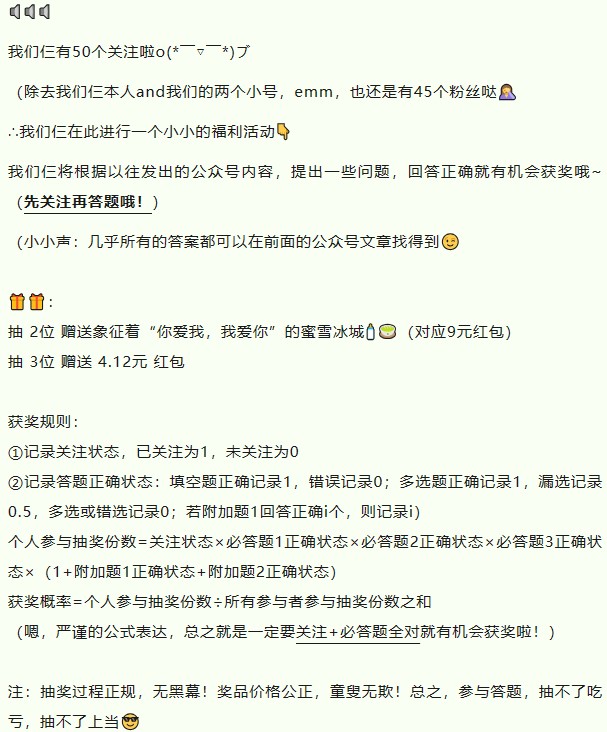 我们仨有50个关注啦o(*￣▽￣*)ブ
（除去我们仨本人and我们的两个小号，emm，也还是有45个粉丝哒🤦‍♀️
∴我们仨在此进行一个小小的福利活动👇
我们仨将根据以往发出的公众号内容，提出一些问题，回答正确就有机会获奖哦~
（先关注再答题哦！）
（小小声：几乎所有的答案都可以在前面的公众号文章找得到😉
🎁🎁：
抽 2位 赠送象征着“你爱我，我爱你”的蜜雪冰城🍼🍵（对应9元红包）
抽 3位 赠送 4.12元 红包
获奖规则：
①记录关注状态，已关注为1，未关注为0
②记录答题正确状态：填空题正确记录1，错误记录0；多选题正确记录1，漏选记录
0.5，多选或错选记录0；若附加题1回答正确i个，则记录i）
个人参与抽奖份数=关注状态×必答题1正确状态×必答题2正确状态×必答题3正确状
态×（1+附加题1正确状态+附加题2正确状态）
获奖概率=个人参与抽奖份数÷所有参与者参与抽奖份数之和
（嗯，严谨的公式表达，总之就是一定要关注+必答题全对就有机会获奖啦！）
注：抽奖过程正规，无黑幕！奖品价格公正，童叟无欺！总之，参与答题，抽不了吃
亏，抽不了上当😎